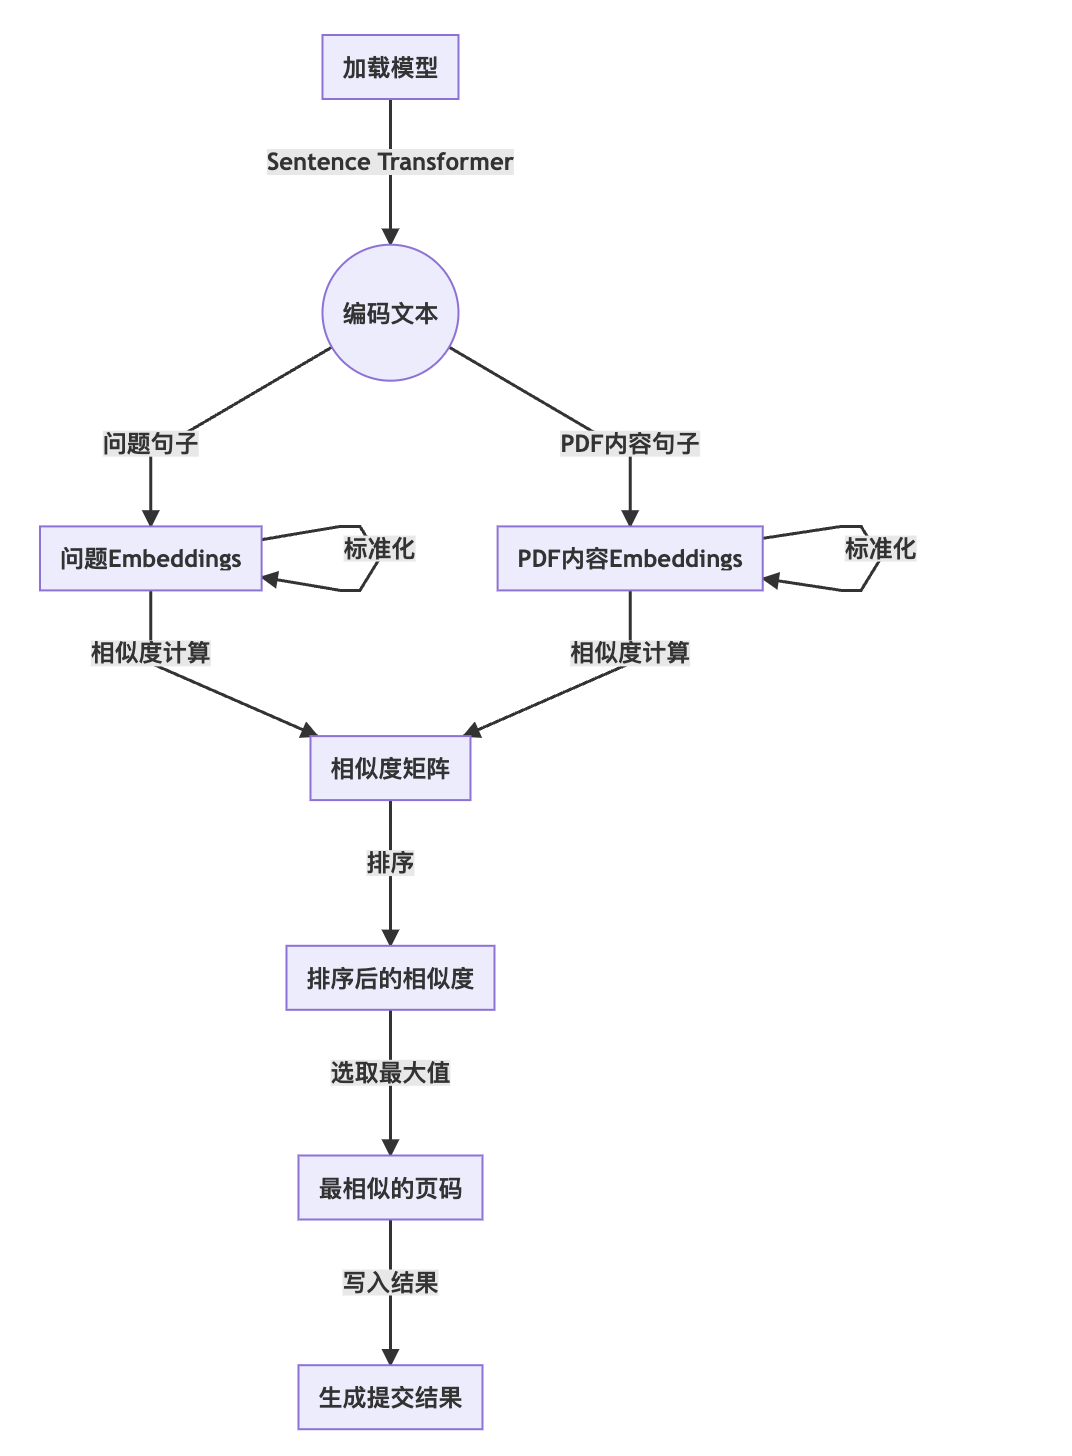 加载模型
Sentence Transformer
编码文本
问题句子
PDF内容句子
问题Embeddings
标准化
PDF内容Embeddings
标准化
相似度计算
相似度计算
相似度矩阵
排序
排序后的相似度
选取最大值
最相似的页码
写入结果
生成提交结果